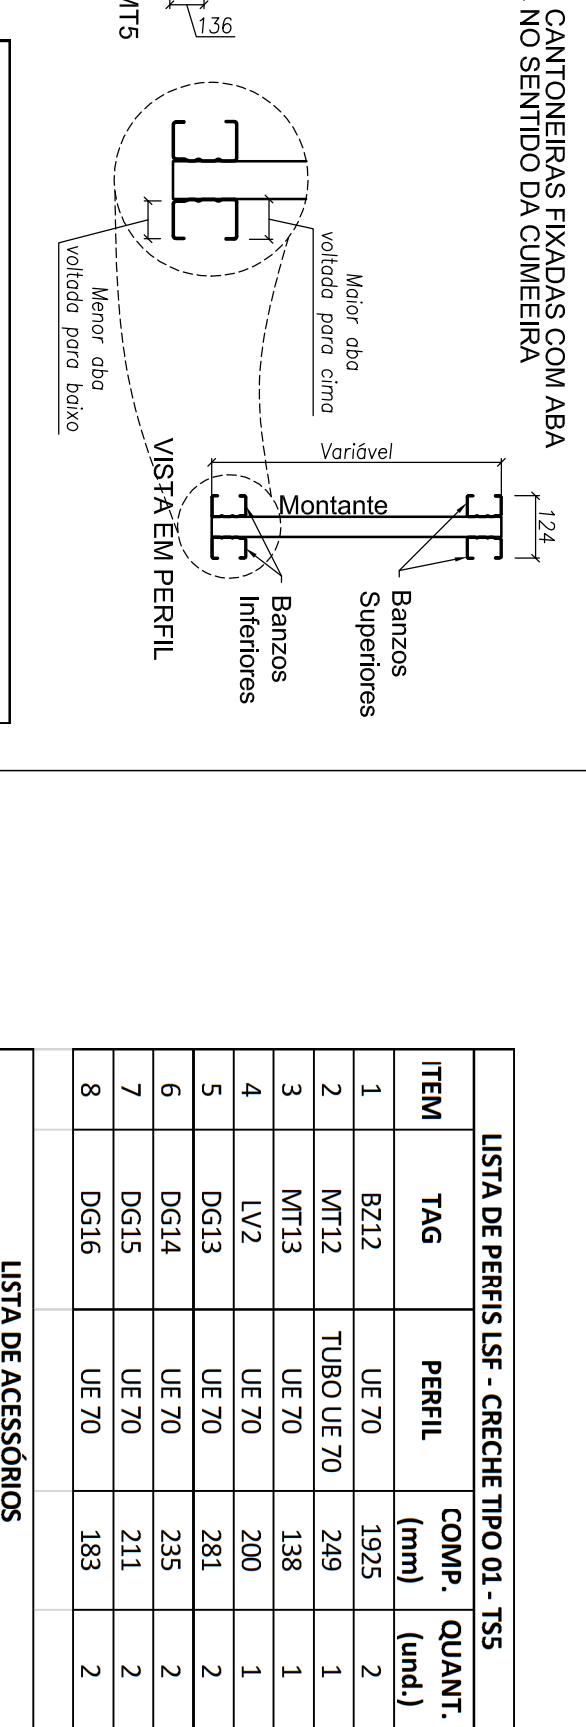 CANTONEIRAS FIXADAS COM ABA
NO SENTIDO DA CUMEEIRA
MT5
136
Maior aba
voltada para cima
Menor aba
voltada para baixo
Variável
124
Montante
Banzos
Superiores
Banzos
Inferiores
VISTA EM PERFIL
LISTA DE PERFIS LSF - CRECHE TIPO 01 - TS5
ITEM TAG PERFIL COMP. (mm) QUANT. (und.)
1 BZ12 UE 70 1925 2
2 MT12 TUBO UE 70 249 1
3 MT13 UE 70 138 1
4 LV2 UE 70 200 1
5 DG13 UE 70 281 2
6 DG14 UE 70 235 2
7 DG15 UE 70 211 2
8 DG16 UE 70 183 2
LISTA DE ACESSÓRIOS